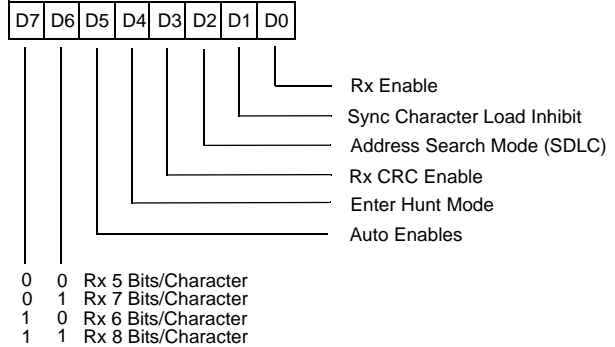 D7 D6 D5 D4 D3 D2 D1 D0
Rx Enable
Sync Character Load Inhibit
Address Search Mode (SDLC)
Rx CRC Enable
Enter Hunt Mode
Auto Enables
0 0 Rx 5 Bits/Character
0 1 Rx 7 Bits/Character
1 0 Rx 6 Bits/Character
1 1 Rx 8 Bits/Character